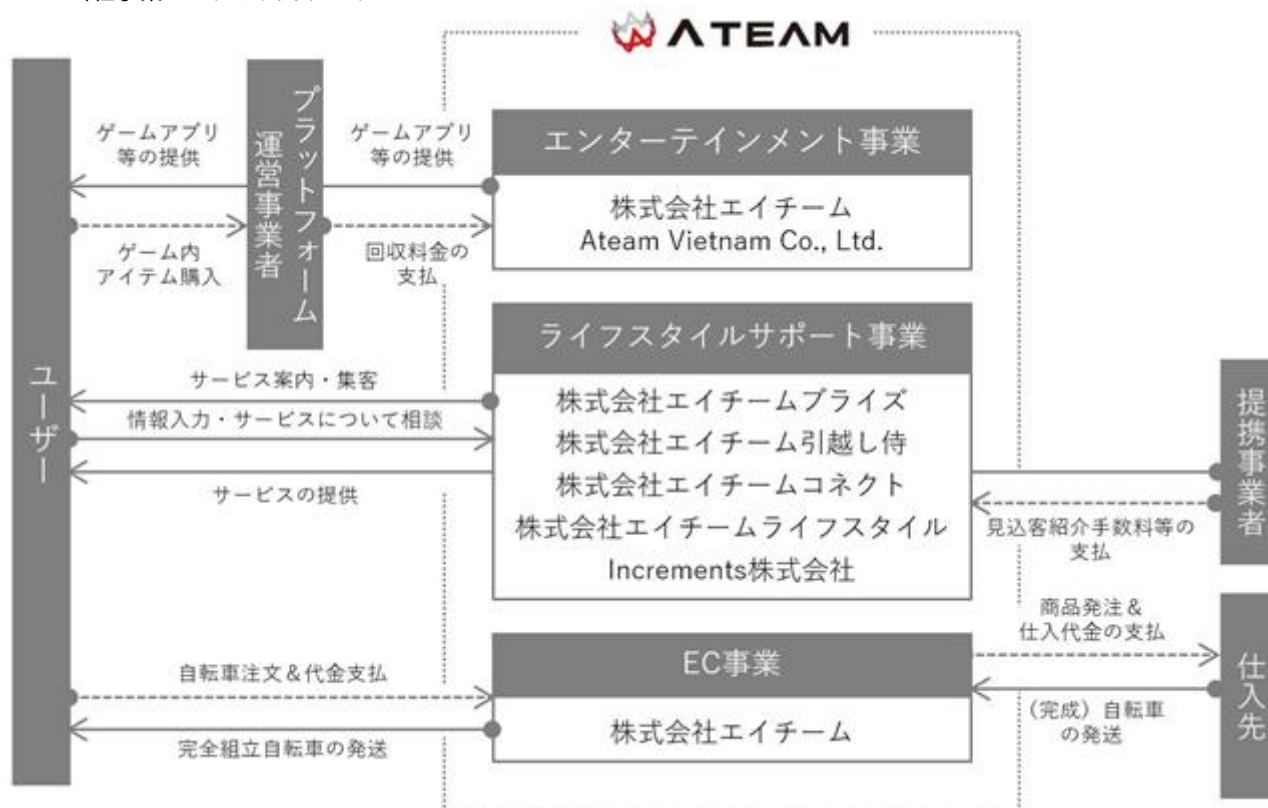 ATEAM
ユーザー
プラットフォーム
運営事業者
ゲームアプリ
等の提供
ゲームアプリ
等の提供
ゲーム内
アイテム購入
回収料金の
支払
エンターテインメント事業
株式会社エイチーム
Ateam Vietnam Co., Ltd.
ライフスタイルサポート事業
株式会社エイチームブライズ
株式会社エイチーム引越し侍
株式会社エイチームコネクト
株式会社エイチームライフスタイル
Increments株式会社
サービス案内・集客
情報入力・サービスについて相談
サービスの提供
提携事業者
見込客紹介手数料等の
支払
EC事業
株式会社エイチーム
自転車注文＆代金支払
完全組立自転車の発送
商品発注＆
仕入代金の支払
（完成）自転車
の発送
仕入先